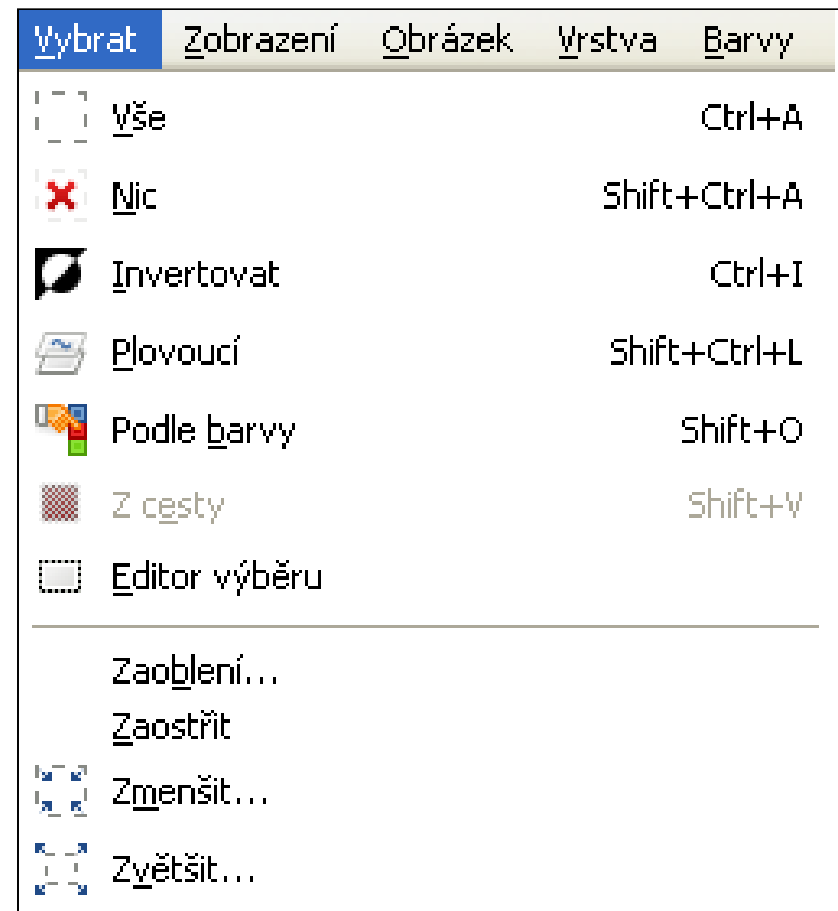 Vybrat Zobrazení Obrázek Vrstva Barvy
Vše Ctrl+A
Nic Shift+Ctrl+A
Invertovat Ctrl+I
Plovoucí Shift+Ctrl+L
Podle barvy Shift+O
Z cesty Shift+V
Editor výběru
Zaoblení...
Zaostřit
Zmenšit...
Zvětšit...